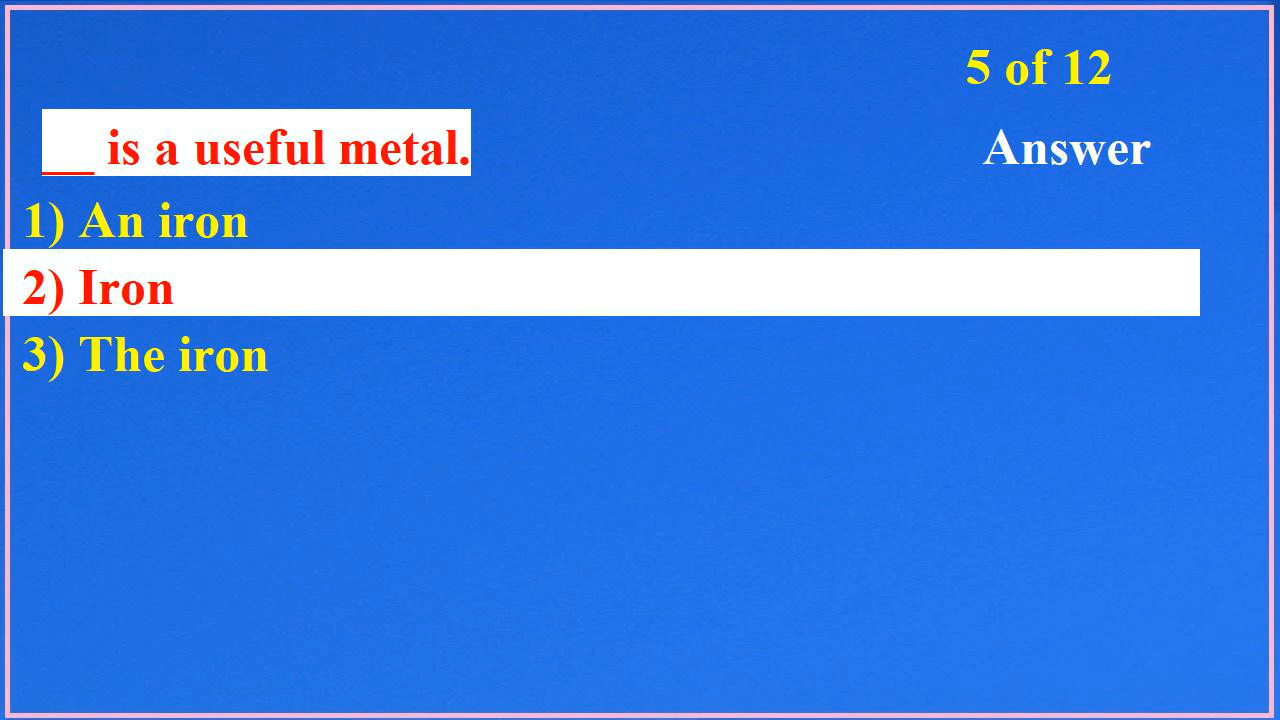 5 of 12
__ is a useful metal.
Answer
1) An iron
2) Iron
3) The iron